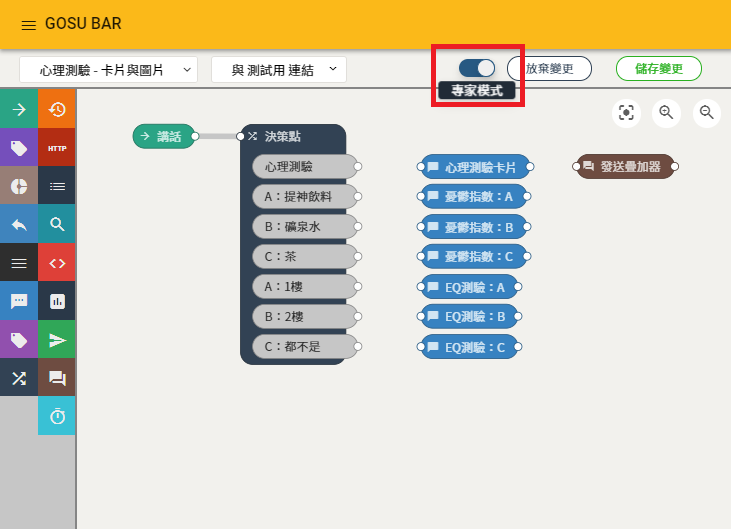 GOSU BAR
心理測驗 - 卡片與圖片
與 測試用 連結
放棄變更
儲存變更
專家模式
HTTP
講話
決策點
心理測驗
A：提神飲料
B：礦泉水
C：茶
A：1樓
B：2樓
C：都不是
心理測驗卡片
憂鬱指數：A
憂鬱指數：B
憂鬱指數：C
EQ測驗：A
EQ測驗：B
EQ測驗：C
發送疊加器